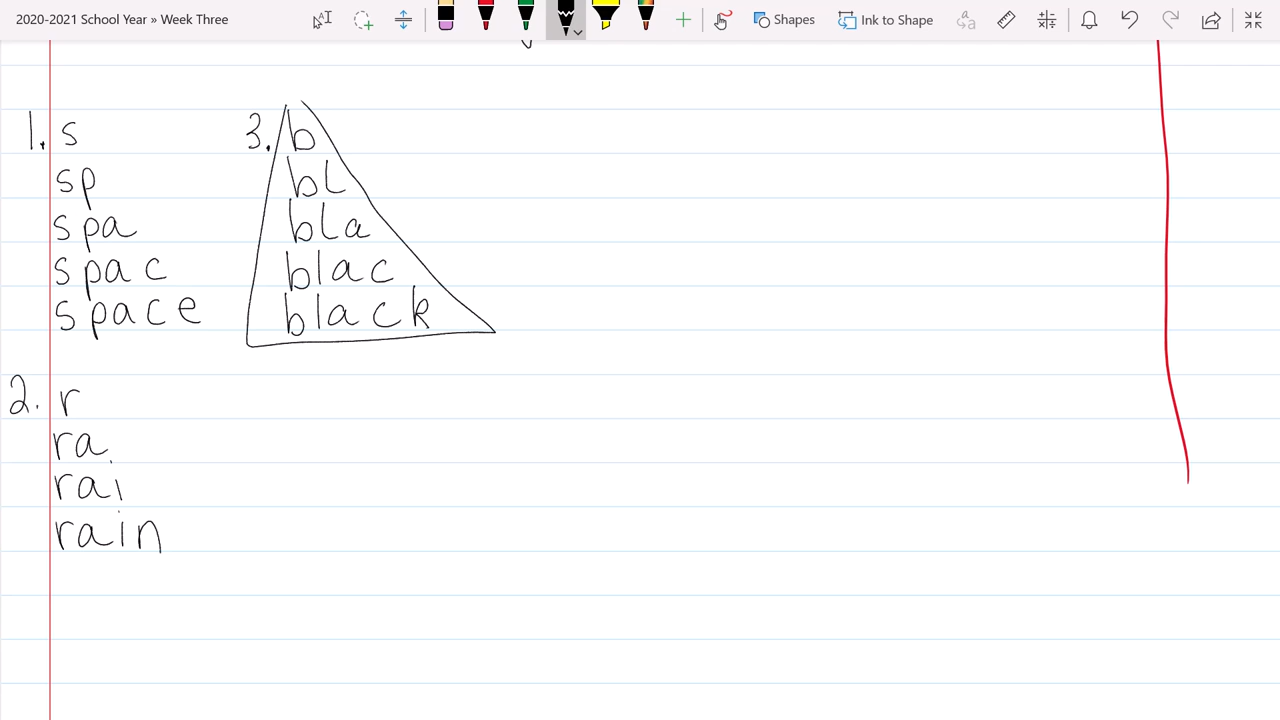 2020-2021 School Year » Week Three
Shapes
Ink to Shape
1. s
sp
spa
spac
space
3. b
bL
bLa
blac
black
2. r
ra
rai
rain